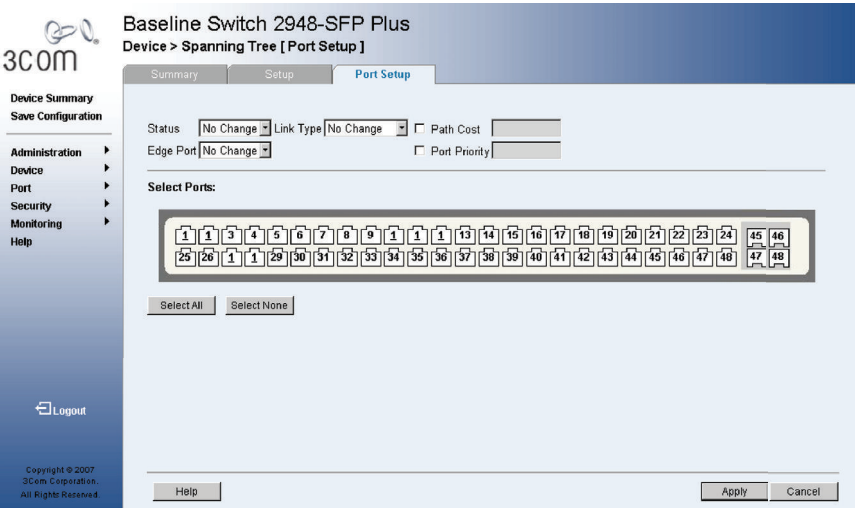 3COM
Baseline Switch 2948-SFP Plus
Device > Spanning Tree [ Port Setup ]
Summary Setup Port Setup
Device Summary
Save Configuration
Administration
Device
Port
Security
Monitoring
Help
Logout
Copyright © 2007
3Com Corporation.
All Rights Reserved.
Status No Change Link Type No Change Path Cost
Edge Port No Change Port Priority
Select Ports:
1 1 3 4 5 6 7 8 9 1 1 1 13 14 15 16 17 18 19 20 21 22 23 24 45 46
25 26 1 1 29 30 31 32 33 34 35 36 37 38 39 40 41 42 43 44 45 46 47 48 47 48
Select All Select None
Help Apply Cancel